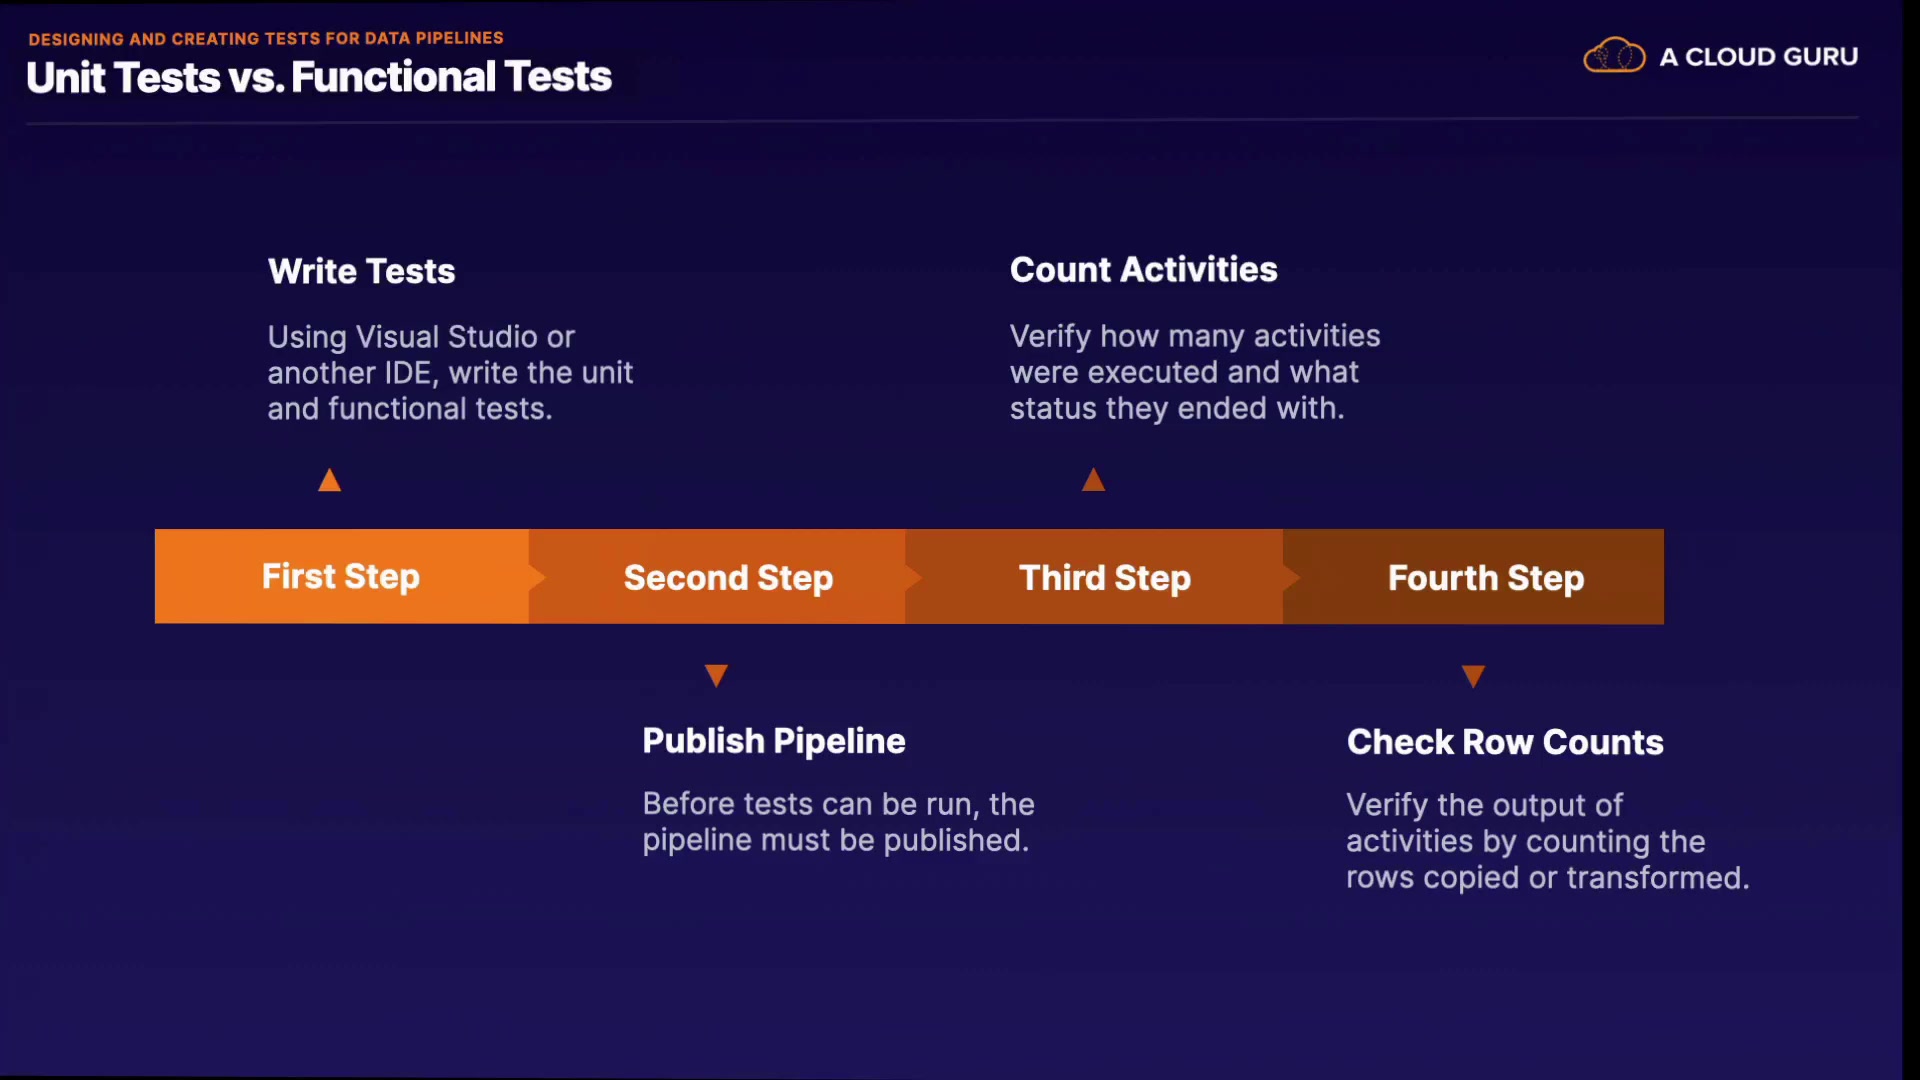 DESIGNING AND CREATING TESTS FOR DATA PIPELINES
Unit Tests vs. Functional Tests
A CLOUD GURU
Write Tests
Using Visual Studio or
another IDE, write the unit
and functional tests.
Count Activities
Verify how many activities
were executed and what
status they ended with.
First Step
Second Step
Third Step
Fourth Step
Publish Pipeline
Before tests can be run, the
pipeline must be published.
Check Row Counts
Verify the output of
activities by counting the
rows copied or transformed.